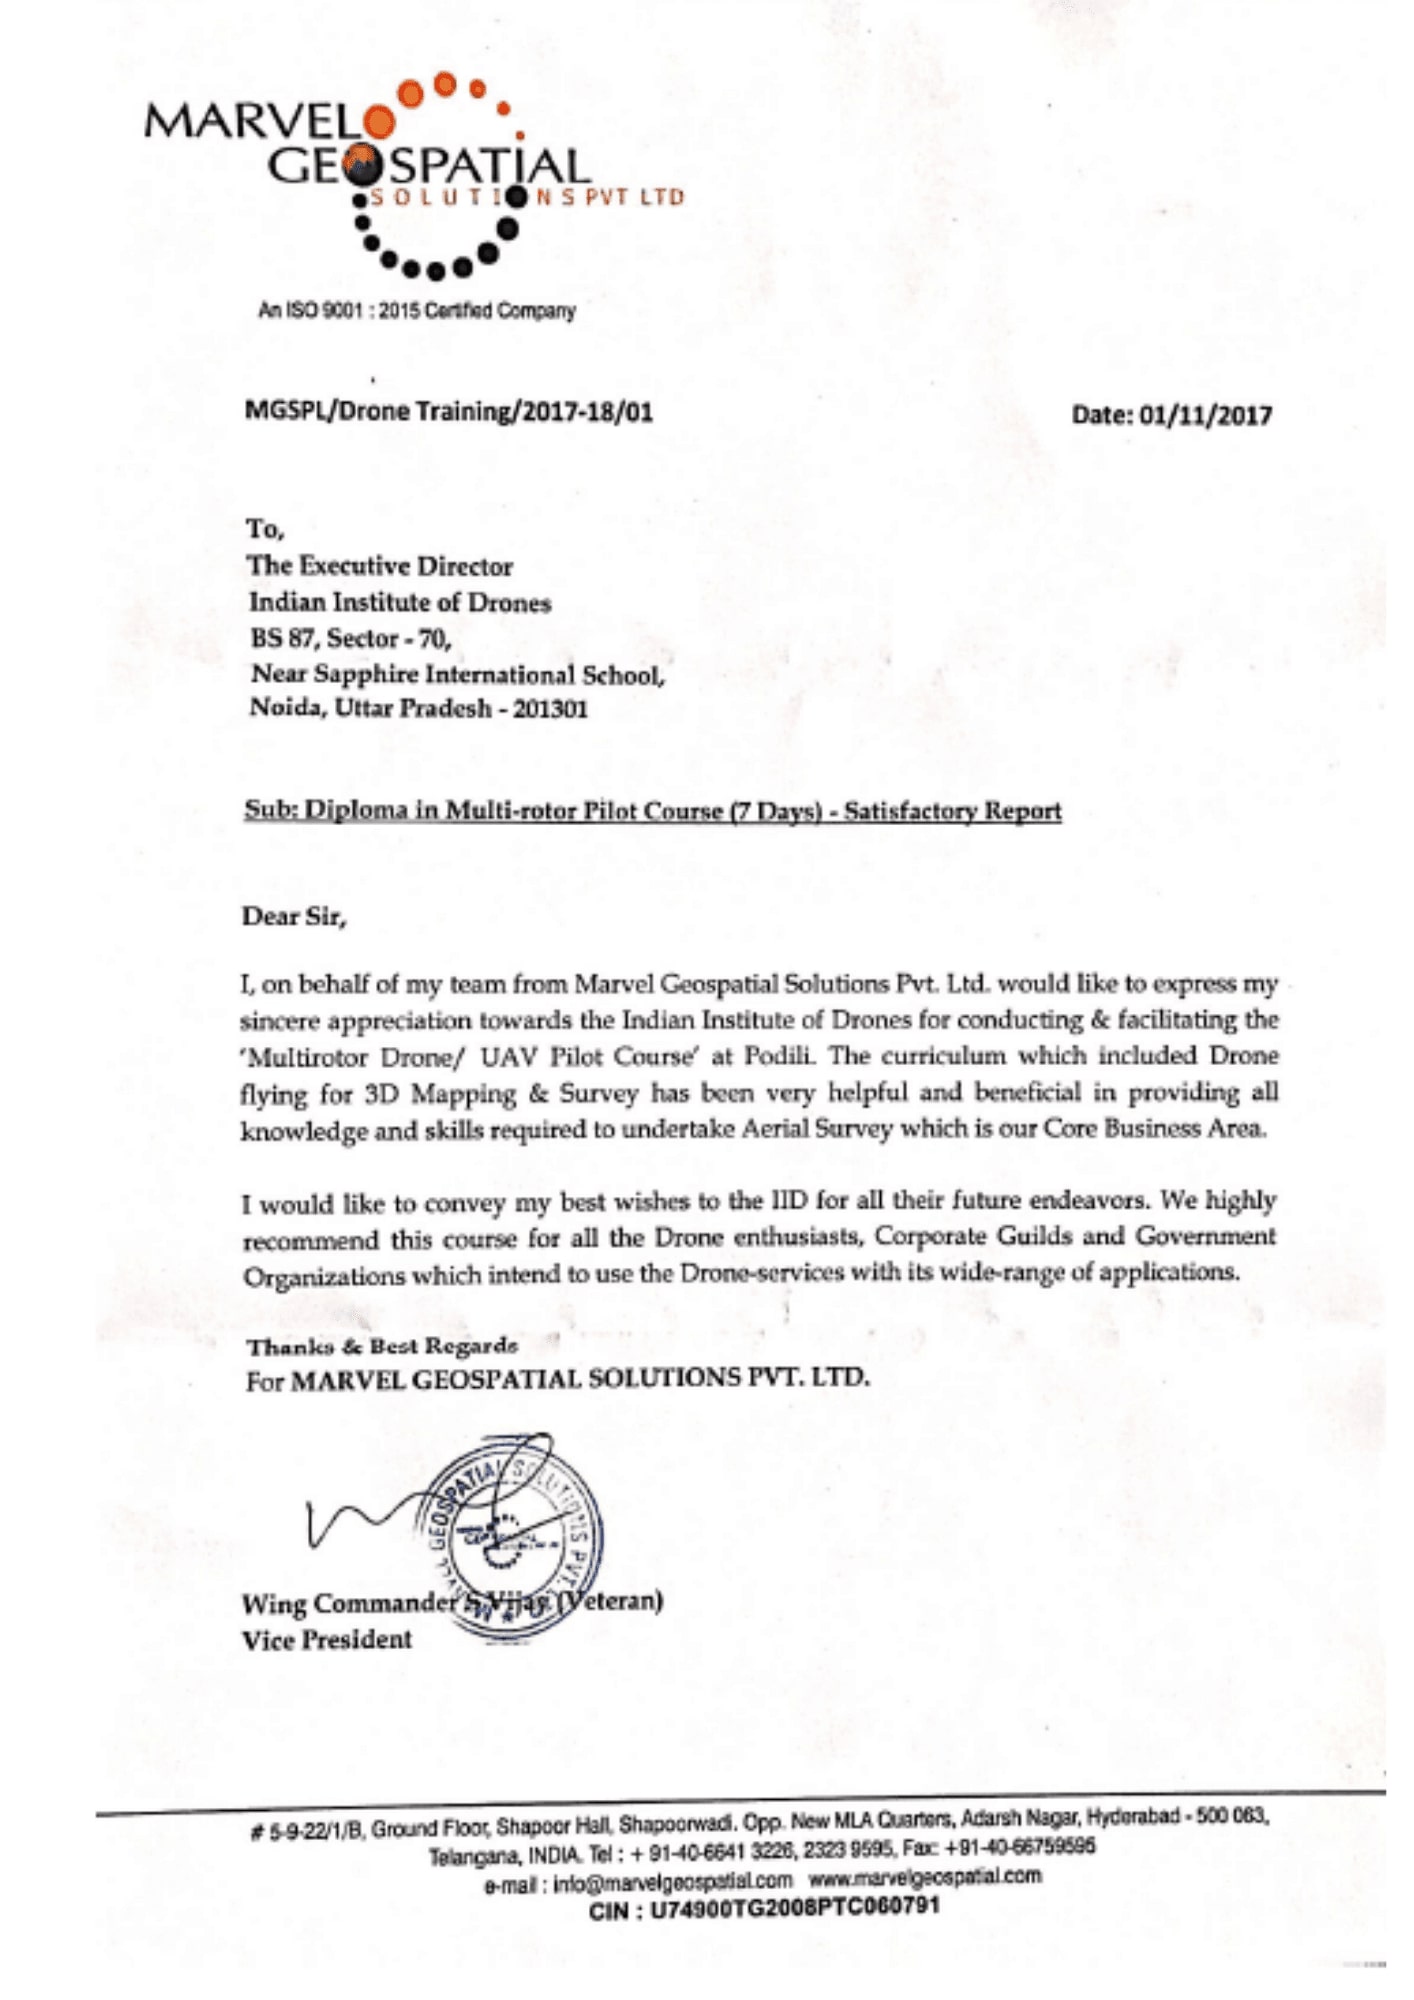 MARVEL
GEOSPATIAL
SOLUTIONS PVT LTD
An ISO 9001 : 2015 Certified Company
MGSPL/Drone Training/2017-18/01 Date: 01/11/2017
To,
The Executive Director
Indian Institute of Drones
BS 87, Sector - 70,
Near Sapphire International School,
Noida, Uttar Pradesh - 201301
Sub: Diploma in Multi-rotor Pilot Course (7 Days) - Satisfactory Report
Dear Sir,
I, on behalf of my team from Marvel Geospatial Solutions Pvt. Ltd. would like to express my
sincere appreciation towards the Indian Institute of Drones for conducting & facilitating the
'Multirotor Drone/ UAV Pilot Course' at Podili. The curriculum which included Drone
flying for 3D Mapping & Survey has been very helpful and beneficial in providing all
knowledge and skills required to undertake Aerial Survey which is our Core Business Area.
I would like to convey my best wishes to the IID for all their future endeavors. We highly
recommend this course for all the Drone enthusiasts, Corporate Guilds and Government
Organizations which intend to use the Drone-services with its wide-range of applications.
Thanks & Best Regards
For MARVEL GEOSPATIAL SOLUTIONS PVT. LTD.
MARVEL GEOSPATIAL SOLUTIONS PVT. LTD.
Wing Commander S.Vijay (Veteran)
Vice President
# 5-9-22/1/B, Ground Floor, Shapoor Hall, Shapoorwadi. Opp. New MLA Quarters, Adarsh Nagar, Hyderabad - 500 063,
Telangana, INDIA. Tel : + 91-40-6641 3226, 2323 9595, Fax: +91-40-66759595
e-mail : info@marvelgeospatial.com www.marvelgeospatial.com
CIN : U74900TG2008PTC060791